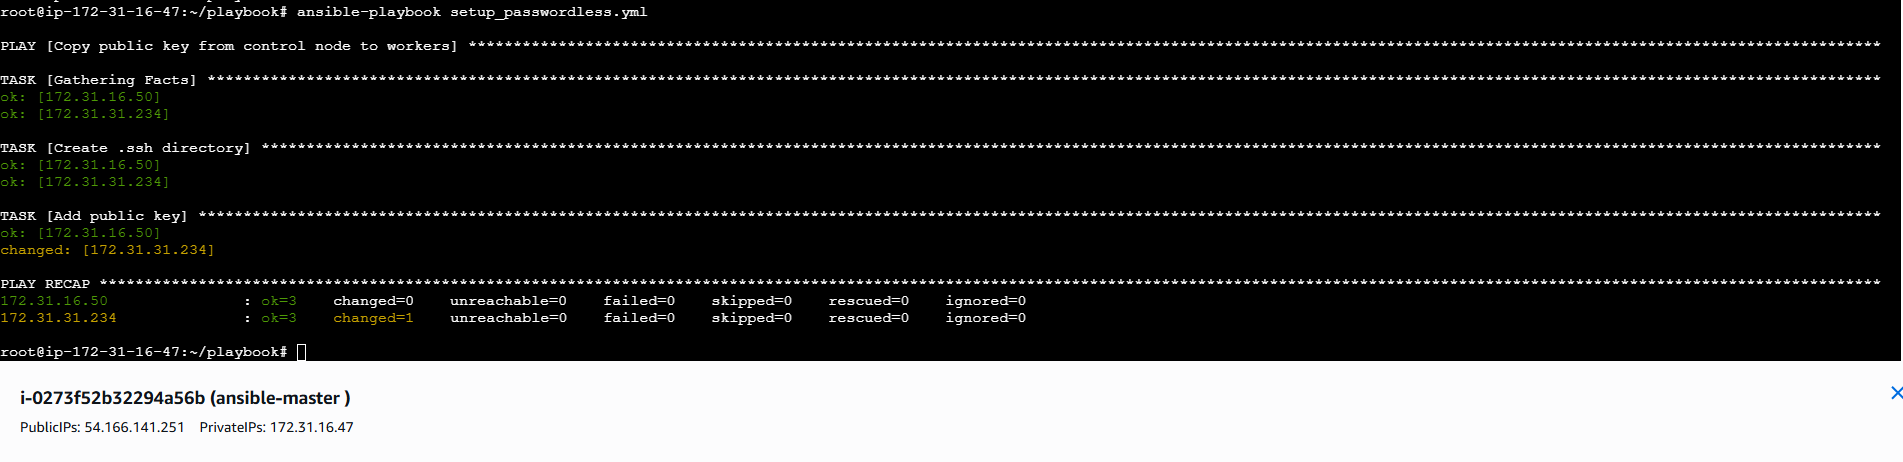 root@ip-172-31-16-47:~/playbook# ansible-playbook setup_passwordless.yml
PLAY [Copy public key from control node to workers] *************************************************************************************************************************************************************
TASK [Gathering Facts] ******************************************************************************************************************************************************************************************
ok: [172.31.16.50]
ok: [172.31.31.234]
TASK [Create .ssh directory] ************************************************************************************************************************************************************************************
ok: [172.31.16.50]
ok: [172.31.31.234]
TASK [Add public key] *******************************************************************************************************************************************************************************************
ok: [172.31.16.50]
changed: [172.31.31.234]
PLAY RECAP ******************************************************************************************************************************************************************************************************
172.31.16.50               : ok=3    changed=0    unreachable=0    failed=0    skipped=0    rescued=0    ignored=0
172.31.31.234              : ok=3    changed=1    unreachable=0    failed=0    skipped=0    rescued=0    ignored=0
root@ip-172-31-16-47:~/playbook#
i-0273f52b32294a56b (ansible-master )
PublicIPs: 54.166.141.251    PrivateIPs: 172.31.16.47